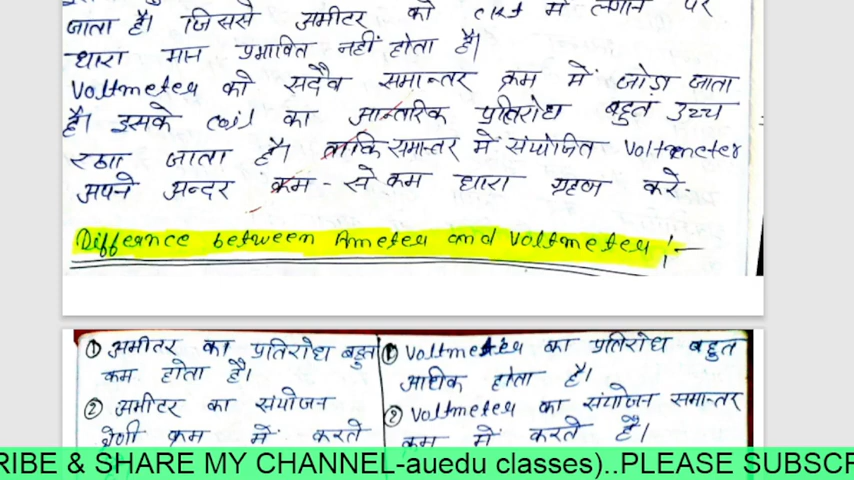 जाता है। जिससे अमीटर को CKt में लगाने पर
धारा मान प्रभावित नहीं होता है।
Voltmeter को सदैव समान्तर क्रम में जोड़ा जाता
है। इसके coil का आन्तरिक प्रतिरोध बहुत उच्च
रखा जाता है। ताकि समान्तर में संयोजित Voltmeter
अपने अन्दर कम - से कम धारा ग्रहण करे-
Differance between Ameter and Voltmeter :-
① अमीटर का प्रतिरोध बहुत
कम होता है।
② अमीटर का संयोजन
श्रेणी क्रम में करते
① Voltmeter का प्रतिरोध बहुत
अधिक होता है।
② Voltmeter का संयोजन समान्तर
क्रम में करते है।
RIBE & SHARE MY CHANNEL-auedu classes)..PLEASE SUBSCR